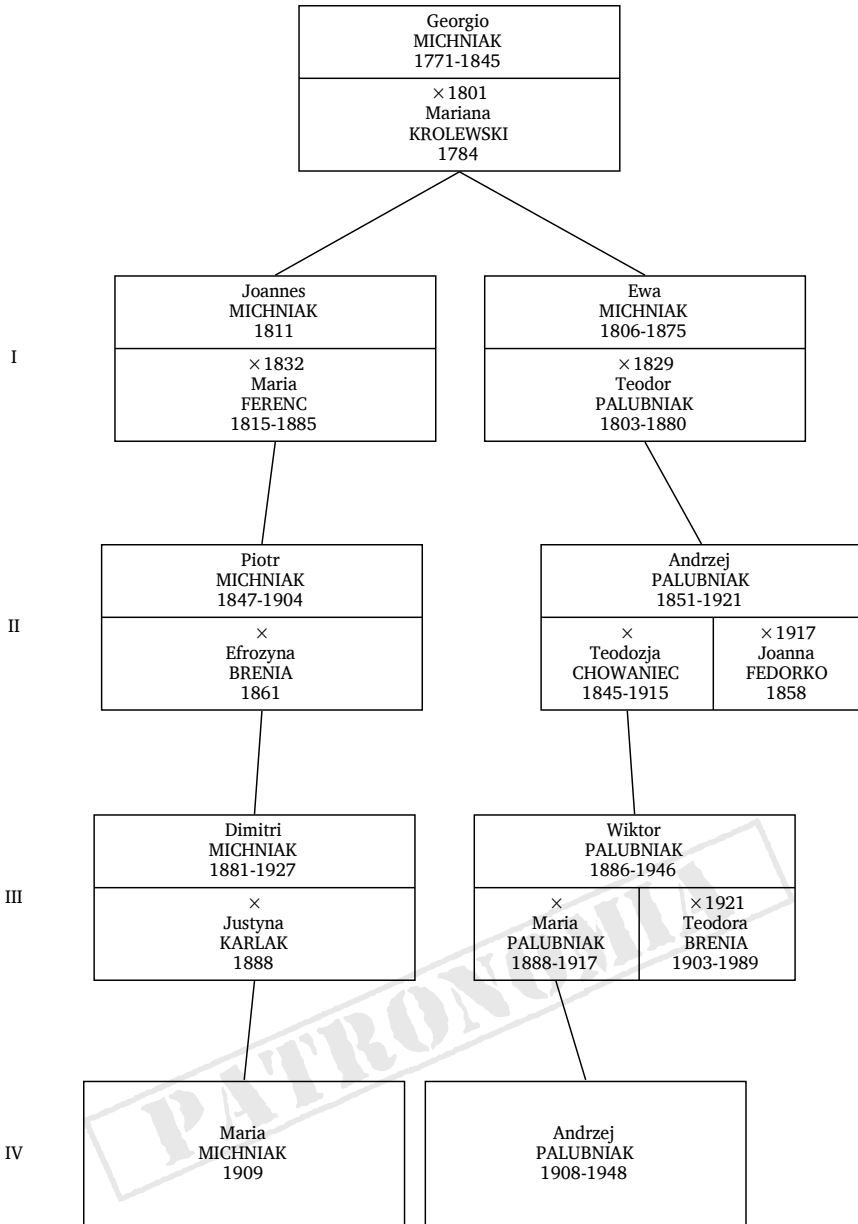 Georgio
MICHNIAK
1771-1845
×1801
Mariana
KROLEWSKI
1784
I
Joannes
MICHNIAK
1811
×1832
Maria
FERENC
1815-1885
Ewa
MICHNIAK
1806-1875
×1829
Teodor
PALUBNIAK
1803-1880
II
Piotr
MICHNIAK
1847-1904
×
Efrozyna
BRENIA
1861
Andrzej
PALUBNIAK
1851-1921
×
Teodozja
CHOWANIEC
1845-1915
×1917
Joanna
FEDORKO
1858
III
Dimitri
MICHNIAK
1881-1927
×
Justyna
KARLAK
1888
Wiktor
PALUBNIAK
1886-1946
×
Maria
PALUBNIAK
1888-1917
×1921
Teodora
BRENIA
1903-1989
IV
Maria
MICHNIAK
1909
Andrzej
PALUBNIAK
1908-1948
PATRONOMIA